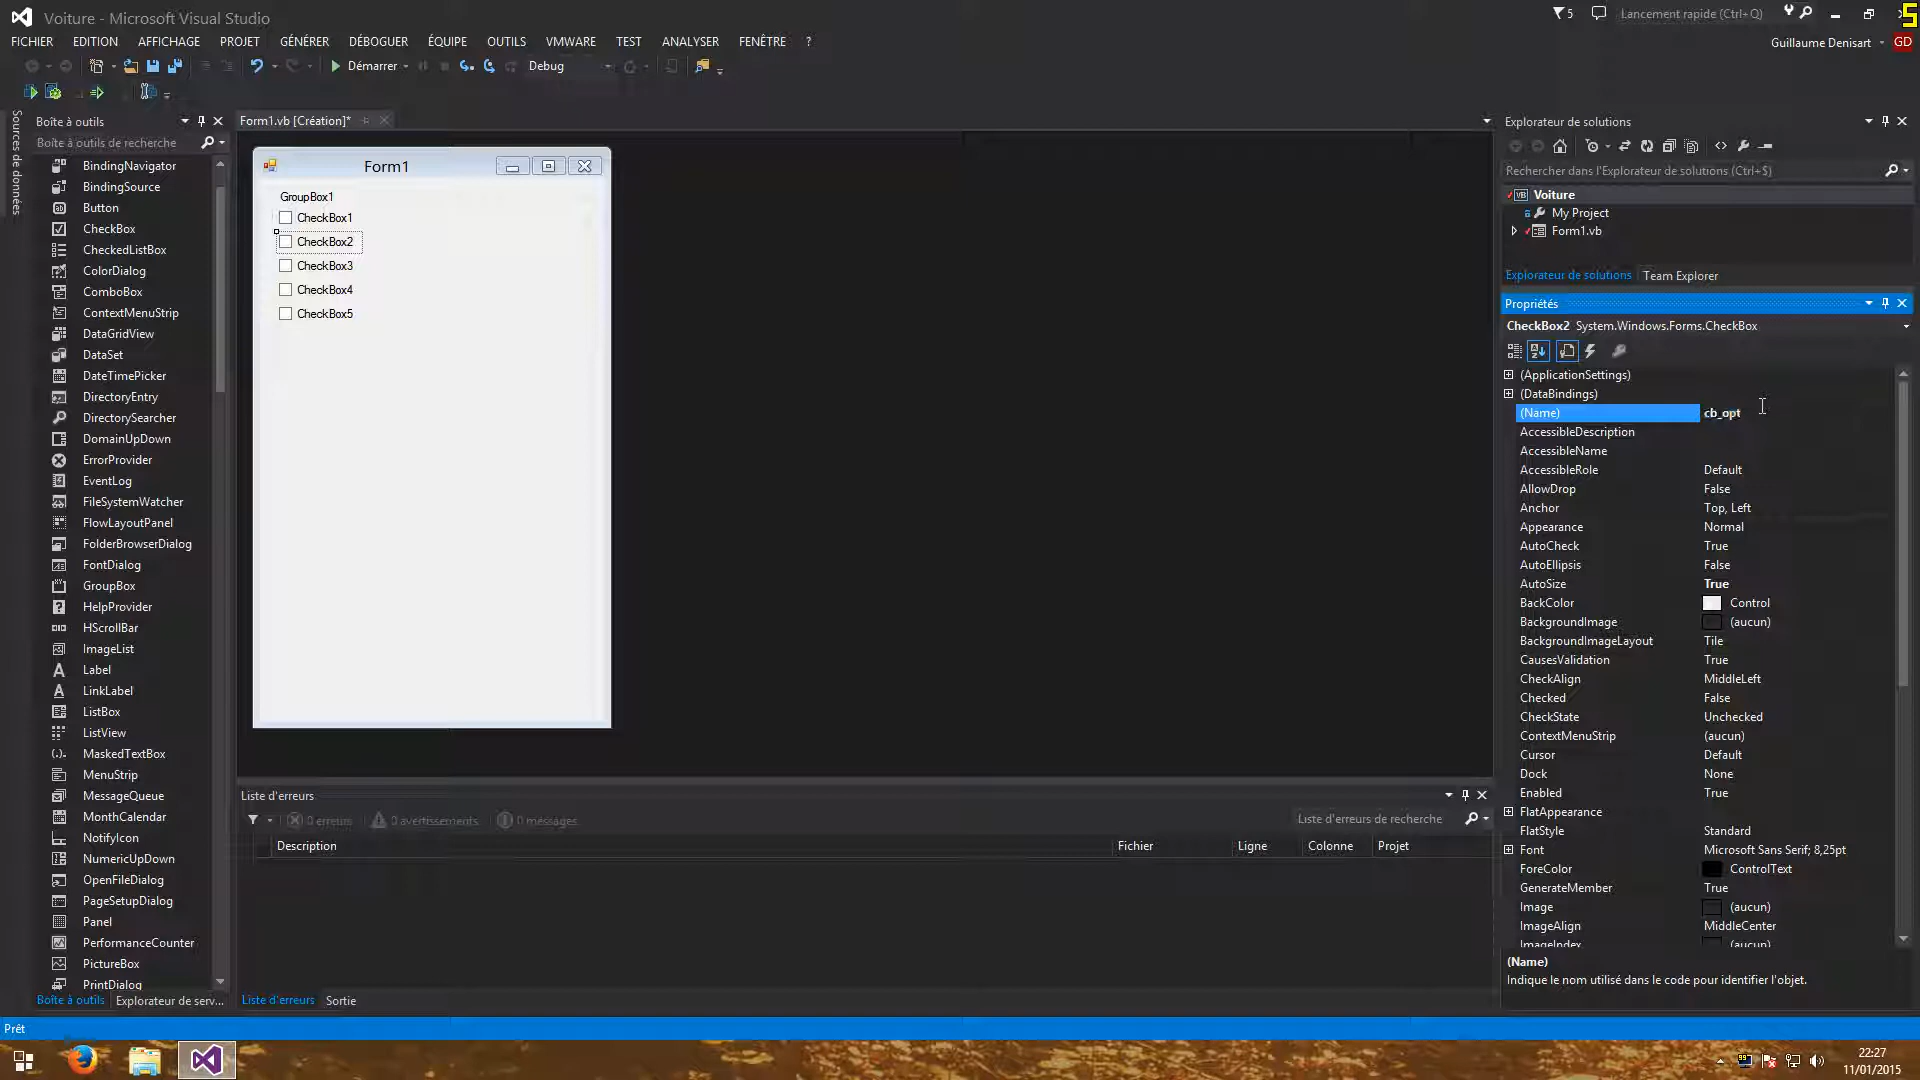 Voiture - Microsoft Visual Studio
5
Lancement rapide (Ctrl+Q)
5
FICHIER EDITION AFFICHAGE PROJET GÉNÉRER DÉBOGUER ÉQUIPE OUTILS VMWARE TEST ANALYSER FENÊTRE ?
Guillaume Denisart GD
Démarrer Debug
Sources de données
Boîte à outils
Boîte à outils de recherche
BindingNavigator
BindingSource
Button
CheckBox
CheckedListBox
ColorDialog
ComboBox
ContextMenuStrip
DataGridView
DataSet
DateTimePicker
DirectoryEntry
DirectorySearcher
DomainUpDown
ErrorProvider
EventLog
FileSystemWatcher
FlowLayoutPanel
FolderBrowserDialog
FontDialog
GroupBox
HelpProvider
HScrollBar
ImageList
Label
LinkLabel
ListBox
ListView
MaskedTextBox
MenuStrip
MessageQueue
MonthCalendar
NotifyIcon
NumericUpDown
OpenFileDialog
PageSetupDialog
Panel
PerformanceCounter
PictureBox
PrintDialog
Boîte à outils Explorateur de serv...
Form1.vb [Création]*
Form1
GroupBox1
CheckBox1
CheckBox2
CheckBox3
CheckBox4
CheckBox5
Liste d'erreurs
0 erreurs 0 avertissements 0 messages
Liste d'erreurs de recherche
Description Fichier Ligne Colonne Projet
Liste d'erreurs Sortie
Explorateur de solutions
Rechercher dans l'Explorateur de solutions (Ctrl+$)
VB Voiture
My Project
Form1.vb
Explorateur de solutions Team Explorer
Propriétés
CheckBox2 System.Windows.Forms.CheckBox
(ApplicationSettings)
(DataBindings)
(Name) cb_opt
AccessibleDescription
AccessibleName
AccessibleRole Default
AllowDrop False
Anchor Top, Left
Appearance Normal
AutoCheck True
AutoEllipsis False
AutoSize True
BackColor Control
BackgroundImage (aucun)
BackgroundImageLayout Tile
CausesValidation True
CheckAlign MiddleLeft
Checked False
CheckState Unchecked
ContextMenuStrip (aucun)
Cursor Default
Dock None
Enabled True
FlatAppearance
FlatStyle Standard
Font Microsoft Sans Serif; 8,25pt
ForeColor ControlText
GenerateMember True
Image (aucun)
ImageAlign MiddleCenter
ImageIndex (aucun)
(Name)
Indique le nom utilisé dans le code pour identifier l'objet.
Prêt
22:27
11/01/2015